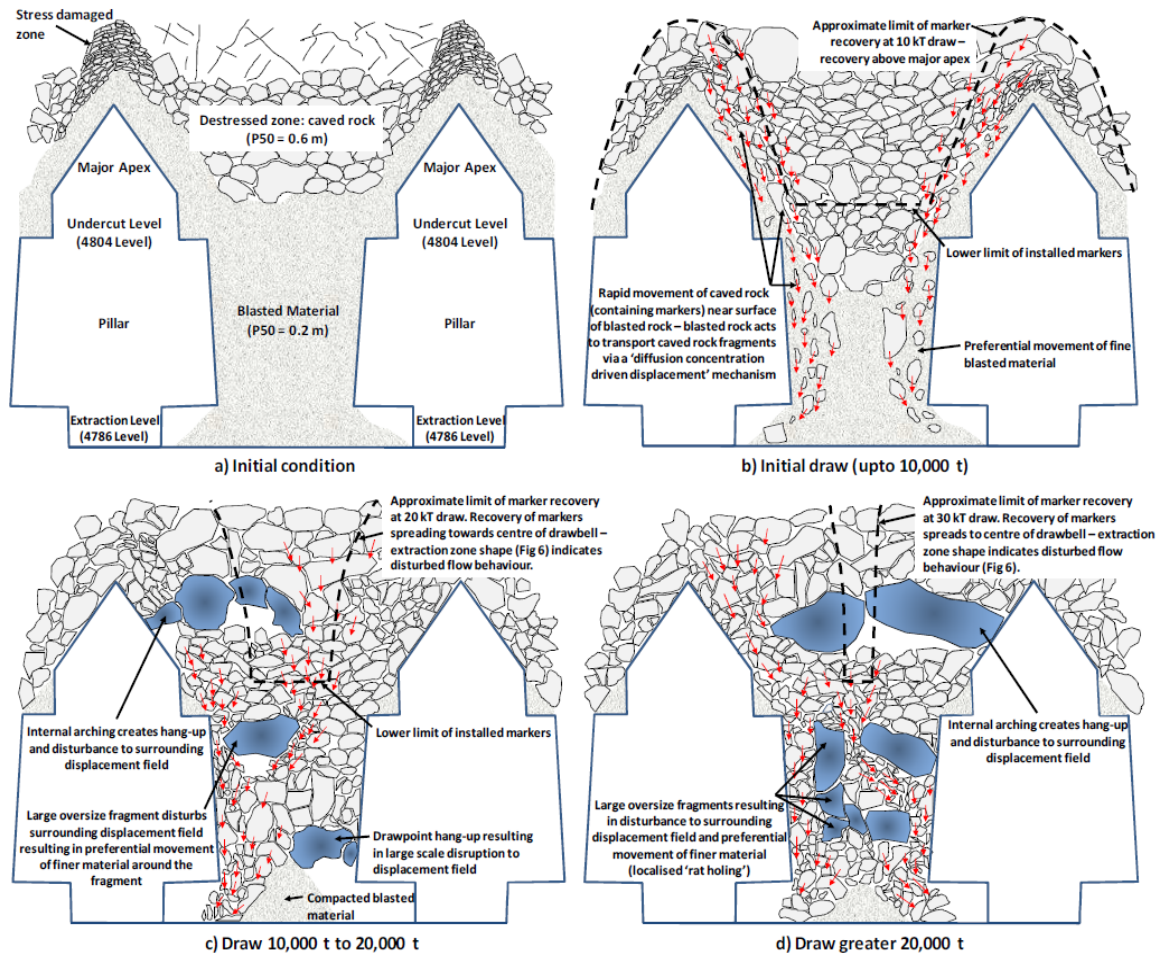 Stress damaged
zone
Destressed zone: caved rock
(P50 = 0.6 m)
Major Apex
Major Apex
Undercut Level
(4804 Level)
Undercut Level
(4804 Level)
Blasted Material
(P50 = 0.2 m)
Pillar
Pillar
Extraction Level
(4786 Level)
Extraction Level
(4786 Level)
a) Initial condition
Approximate limit of marker
recovery at 10 kT draw –
recovery above major apex
Lower limit of installed markers
Rapid movement of caved rock
(containing markers) near surface
of blasted rock – blasted rock acts
to transport caved rock fragments
via a ‘diffusion concentration
driven displacement’ mechanism
Preferential movement of fine
blasted material
b) Initial draw (upto 10,000 t)
Approximate limit of marker recovery
at 20 kT draw. Recovery of markers
spreading towards centre of drawbell –
extraction zone shape (Fig 6) indicates
disturbed flow behaviour.
Internal arching creates hang-up
and disturbance to surrounding
displacement field
Lower limit of installed markers
Large oversize fragment disturbs
surrounding displacement field
resulting in preferential movement
of finer material around the
fragment
Drawpoint hang-up resulting
in large scale disruption to
displacement field
Compacted blasted
material
c) Draw 10,000 t to 20,000 t
Approximate limit of marker recovery
at 30 kT draw. Recovery of markers
spreads to centre of drawbell – extraction
zone shape indicates disturbed flow
behaviour (Fig 6).
Internal arching creates hang-up
and disturbance to surrounding
displacement field
Large oversize fragments resulting
in disturbance to surrounding
displacement field and preferential
movement of finer material
(localised ‘rat holing’)
d) Draw greater 20,000 t